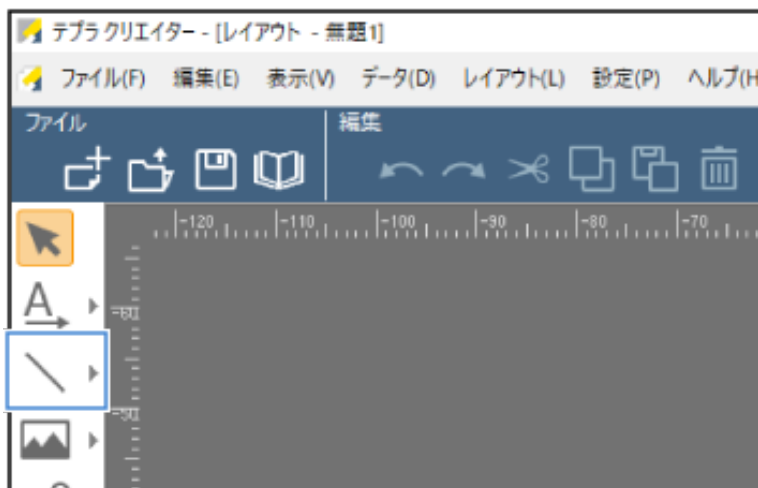 テプラ クリエイター - [レイアウト - 無題1]
ファイル(F) 編集(E) 表示(V) データ(D) レイアウト(L) 設定(P) ヘルプ(H
ファイル 編集
-120 -110 -100 -90 -80 -70
A
-60
-50